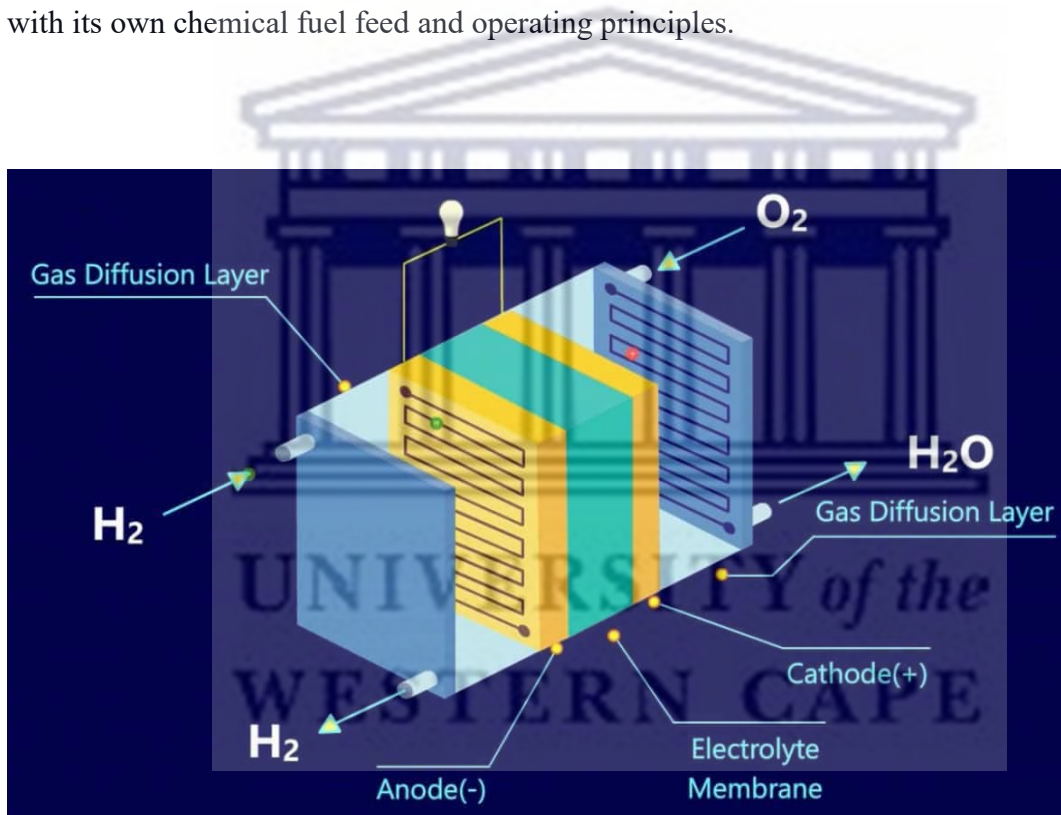 with its own chemical fuel feed and operating principles.
O₂
Gas Diffusion Layer
H₂O
Gas Diffusion Layer
H₂
UNIVERSITY of the
Cathode(+)
WESTERN CAPE
H₂
Electrolyte
Membrane
Anode(-)